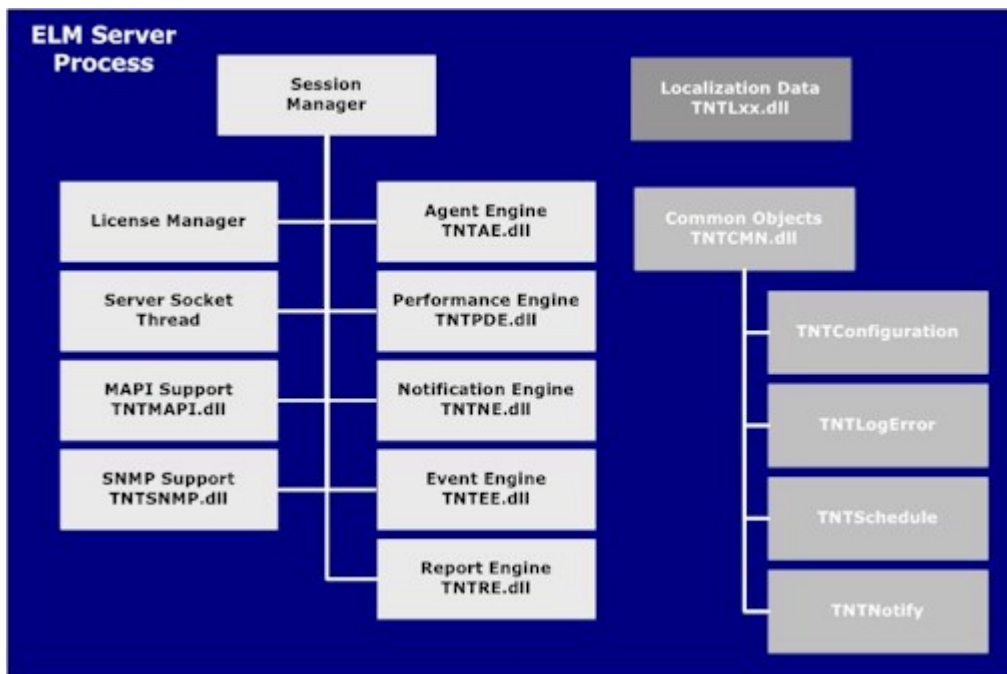 ELM Server
Process
Session
Manager
Localization Data
TNTLxx.dll
License Manager
Agent Engine
TNTAE.dll
Common Objects
TNTCMN.dll
Server Socket
Thread
Performance Engine
TNTPDE.dll
TNTConfiguration
MAPI Support
TNTMAPI.dll
Notification Engine
TNTNE.dll
TNTLogError
SNMP Support
TNTSNMP.dll
Event Engine
TNTEE.dll
TNTSchedule
Report Engine
TNTRE.dll
TNTNotify